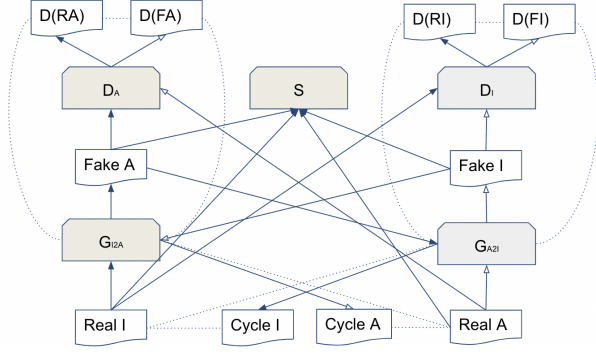 D(RA) D(FA) D(RI) D(FI)
DA S DI
Fake A Fake I
GI2A GA2I
Real I Cycle I Cycle A Real A